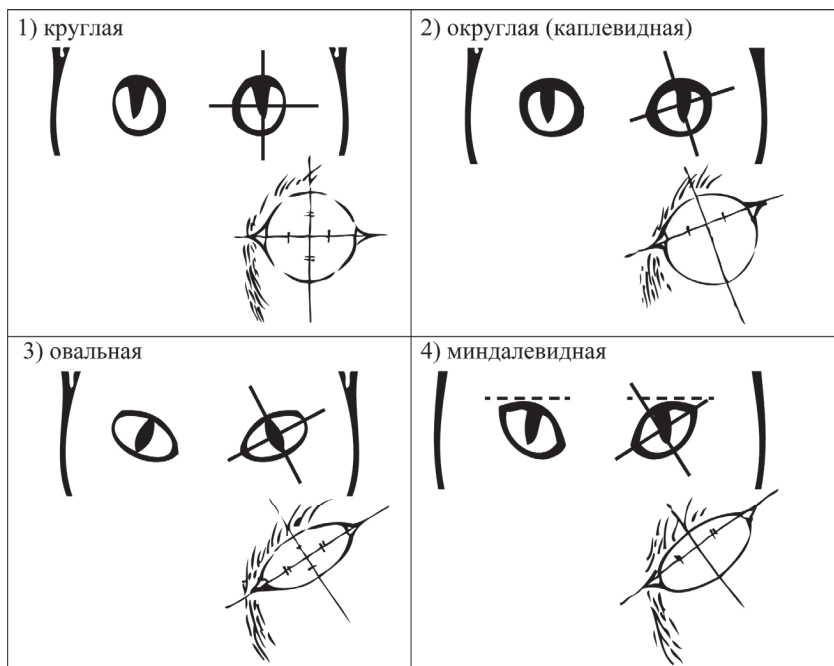 1) круглая
2) округлая (каплевидная)
3) овальная
4) миндалевидная